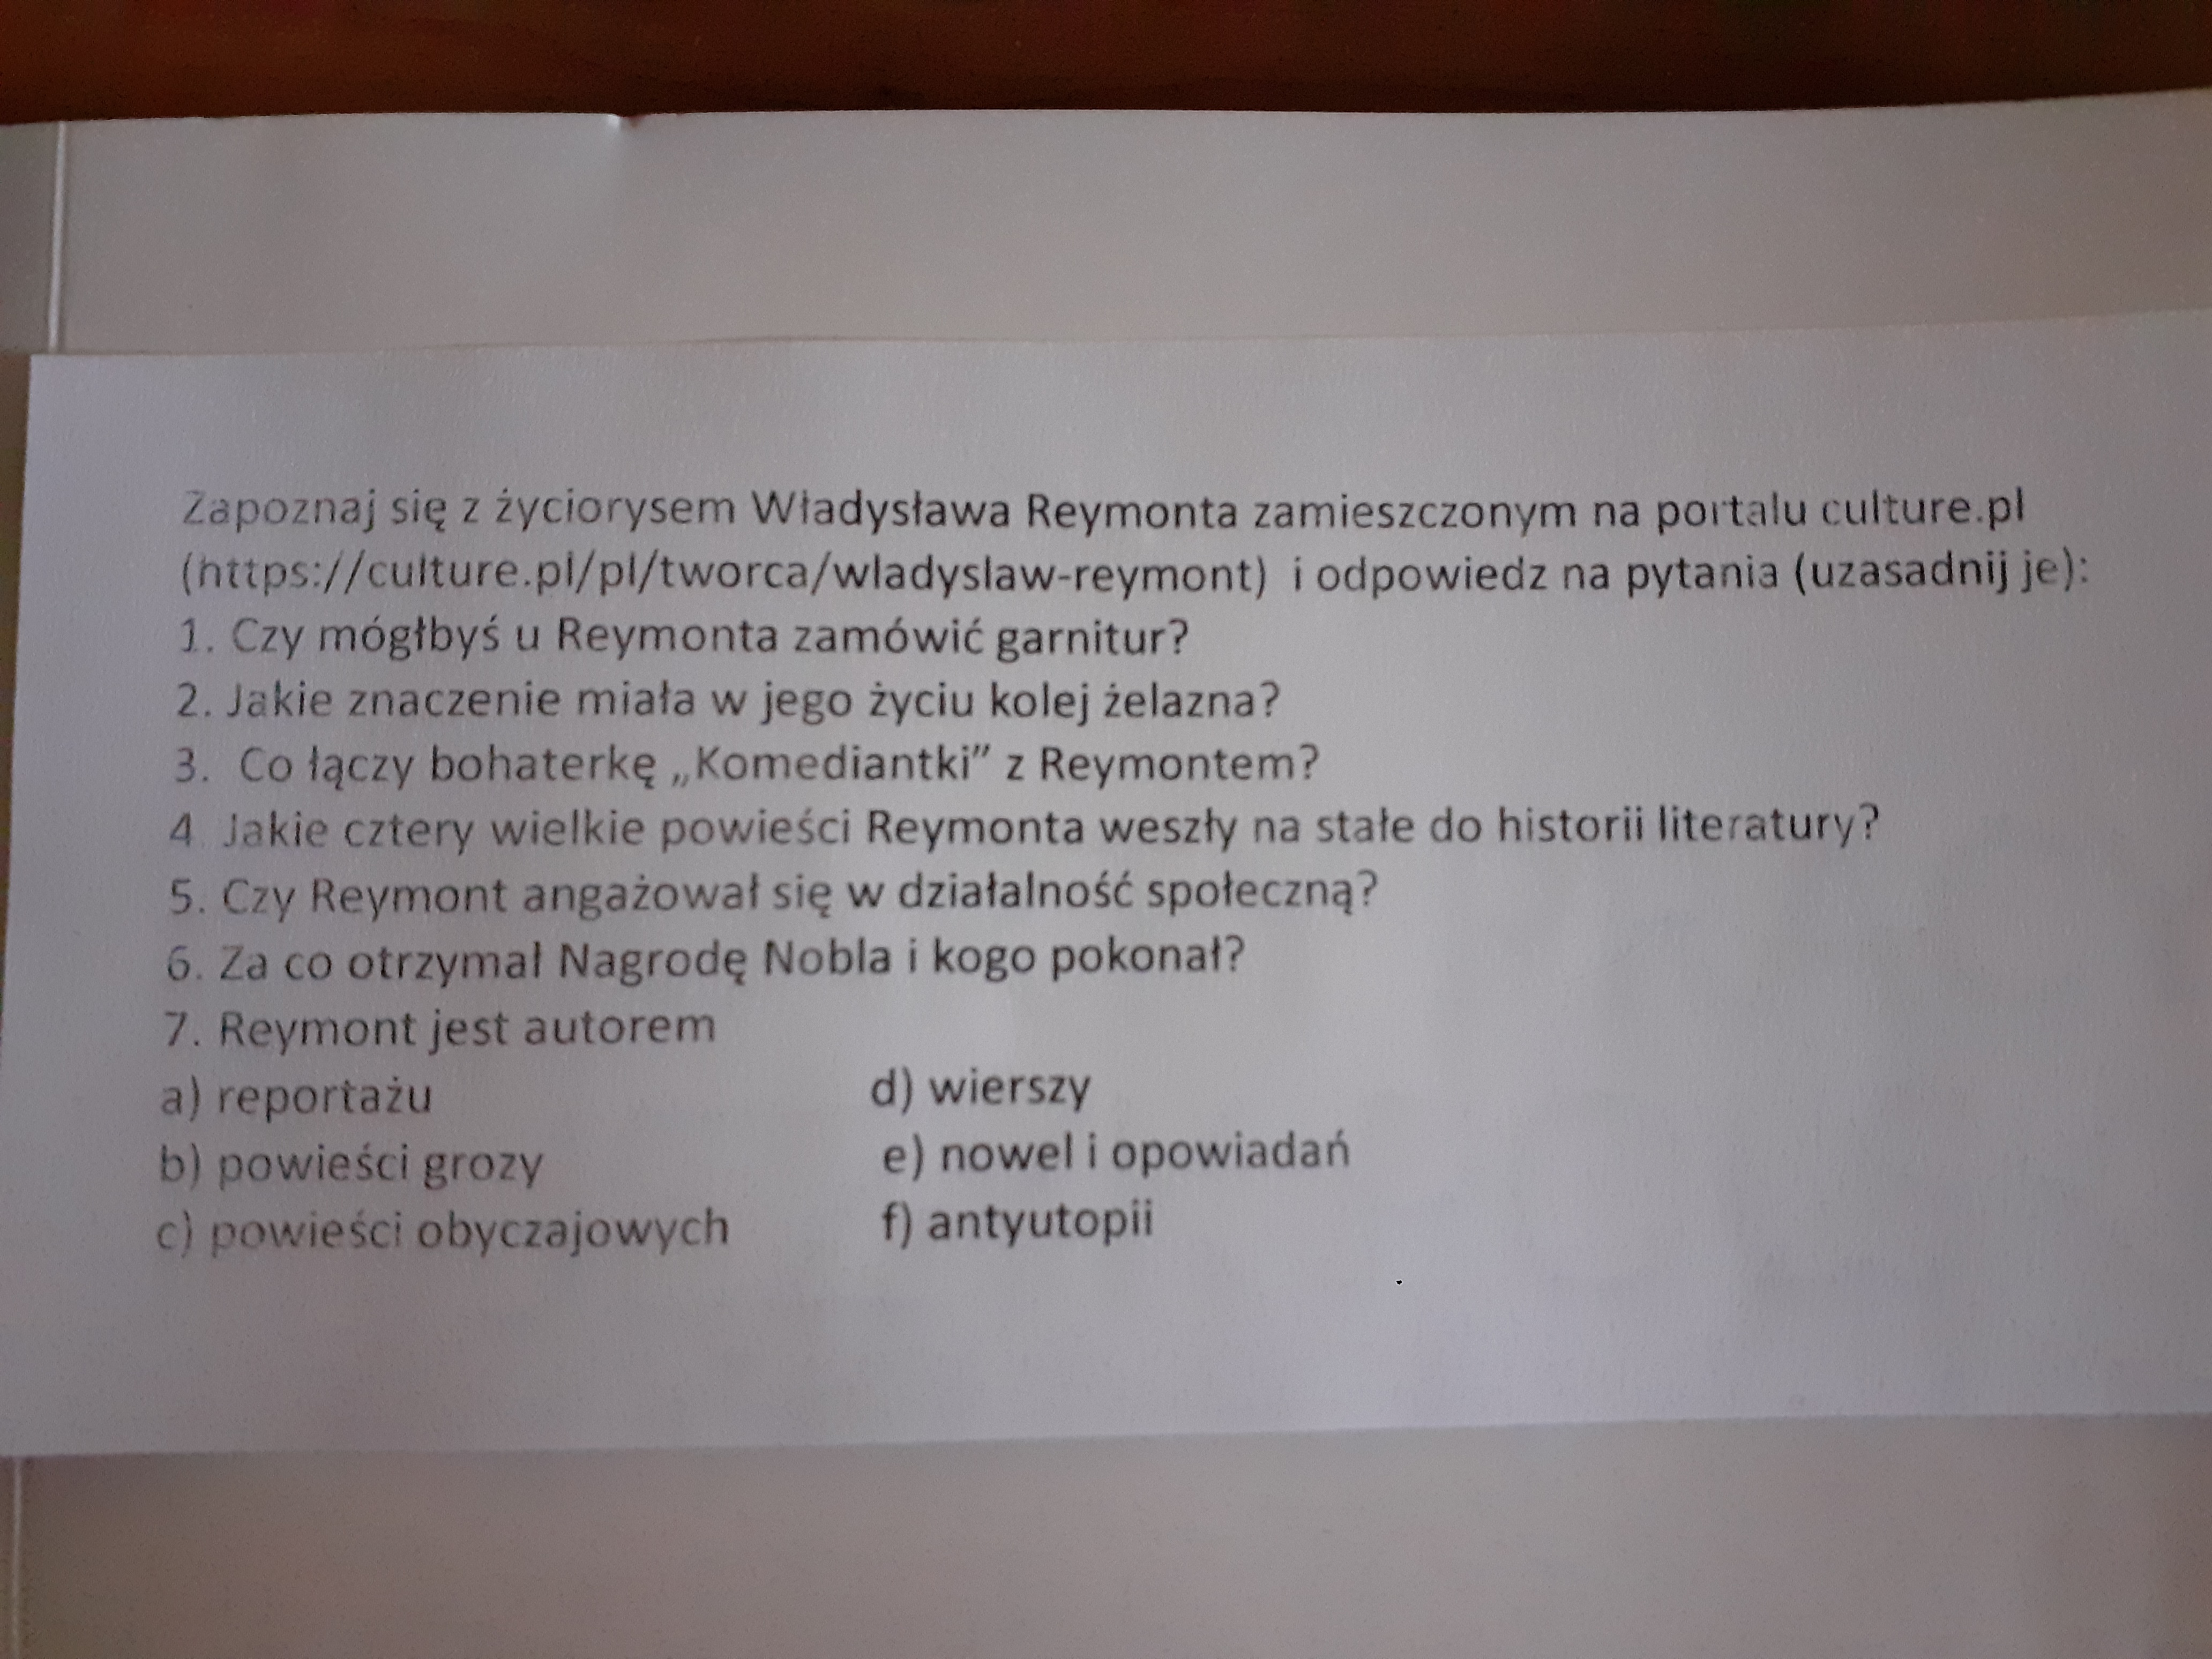 Zapoznaj się z życiorysem Władysława Reymonta zamieszczonym na portalu culture.pl
(https://culture.pl/pl/tworca/wladyslaw-reymont) i odpowiedz na pytania (uzasadnij je):
1. Czy mógłbyś u Reymonta zamówić garnitur?
2. Jakie znaczenie miała w jego życiu kolej żelazna?
3. Co łączy bohaterkę „Komediantki” z Reymontem?
4 Jakie cztery wielkie powieści Reymonta weszły na stałe do historii literatury?
5. Czy Reymont angażował się w działalność społeczną?
6. Za co otrzymał Nagrodę Nobla i kogo pokonał?
7. Reymont jest autorem
a) reportażu
b) powieści grozy
c) powieści obyczajowych
d) wierszy
e) nowel i opowiadań
f) antyutopii